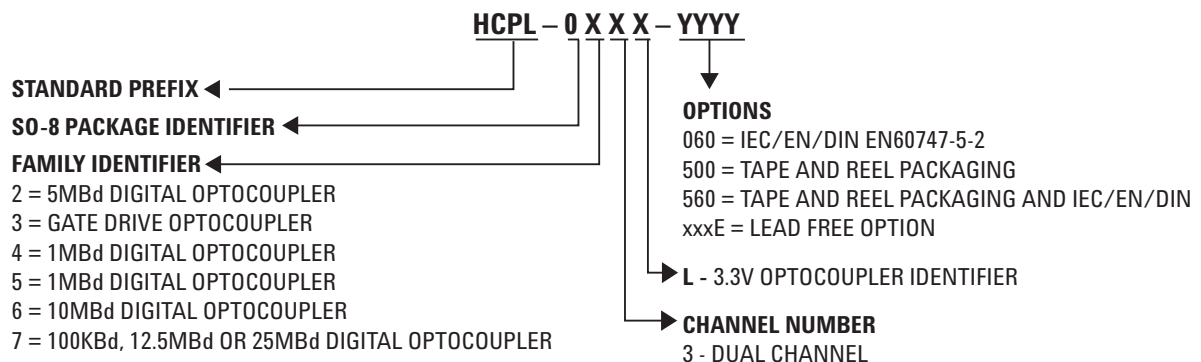 HCPL – 0 X X X – YYYY
STANDARD PREFIX
SO-8 PACKAGE IDENTIFIER
FAMILY IDENTIFIER
2 = 5MBd DIGITAL OPTOCOUPLER
3 = GATE DRIVE OPTOCOUPLER
4 = 1MBd DIGITAL OPTOCOUPLER
5 = 1MBd DIGITAL OPTOCOUPLER
6 = 10MBd DIGITAL OPTOCOUPLER
7 = 100KBd, 12.5MBd OR 25MBd DIGITAL OPTOCOUPLER
OPTIONS
060 = IEC/EN/DIN EN60747-5-2
500 = TAPE AND REEL PACKAGING
560 = TAPE AND REEL PACKAGING AND IEC/EN/DIN
xxxE = LEAD FREE OPTION
L - 3.3V OPTOCOUPLER IDENTIFIER
CHANNEL NUMBER
3 - DUAL CHANNEL